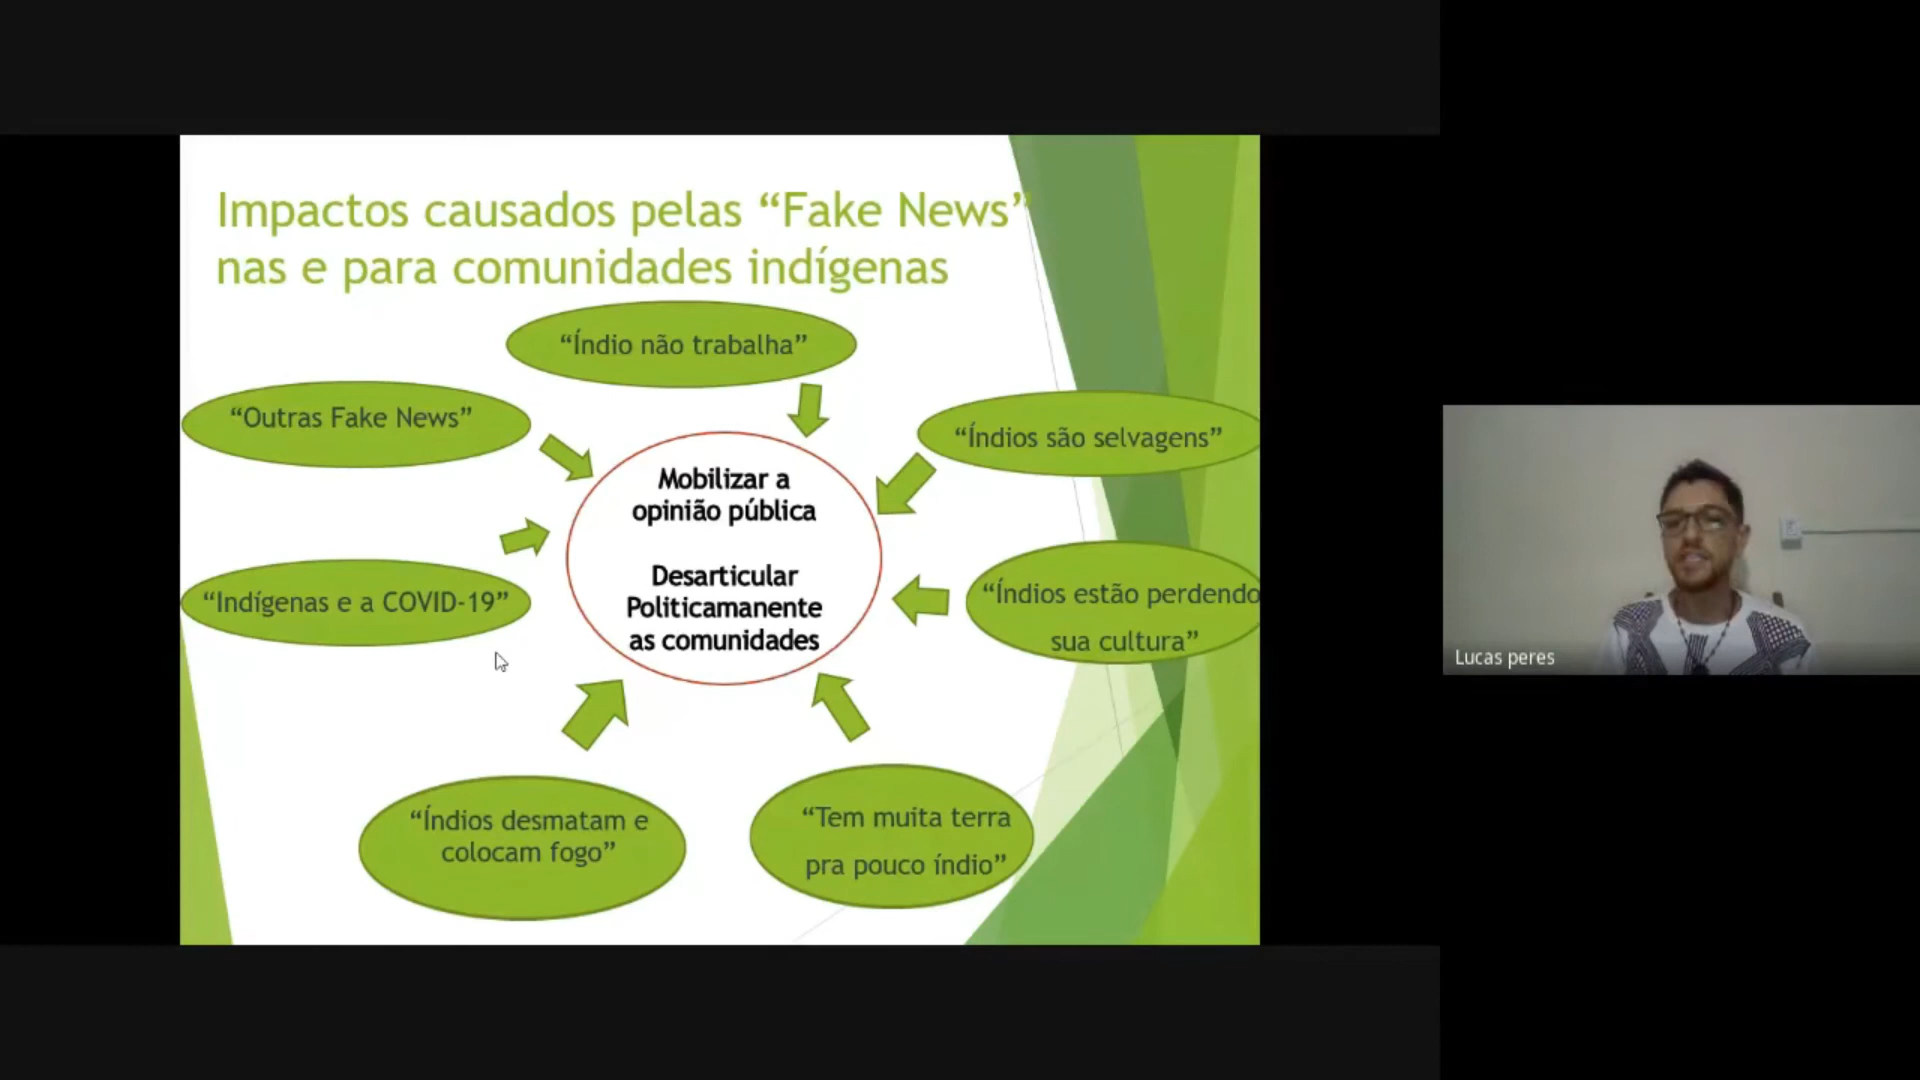 Impactos causados pelas “Fake News”
nas e para comunidades indígenas
“Índio não trabalha”
“Outras Fake News”
“Índios são selvagens”
Mobilizar a
opinião pública
Desarticular
Politicamanente
as comunidades
“Indígenas e a COVID-19”
“Índios estão perdendo
sua cultura”
“Índios desmatam e
colocam fogo”
“Tem muita terra
pra pouco índio”
Lucas peres